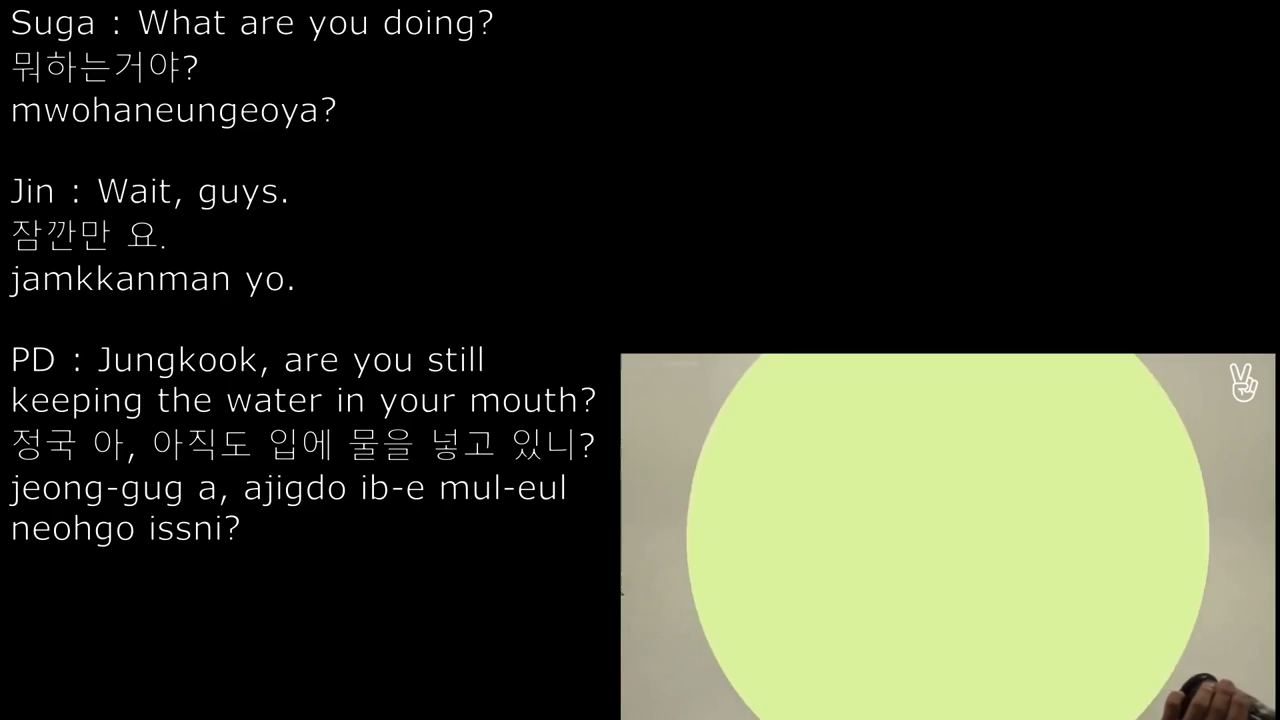 Suga : What are you doing?
뭐하는거야?
mwohaneungeoya?
Jin : Wait, guys.
잠깐만 요.
jamkkanman yo.
PD : Jungkook, are you still
keeping the water in your mouth?
정국 아, 아직도 입에 물을 넣고 있니?
jeong-gug a, ajigdo ib-e mul-eul
neohgo issni?